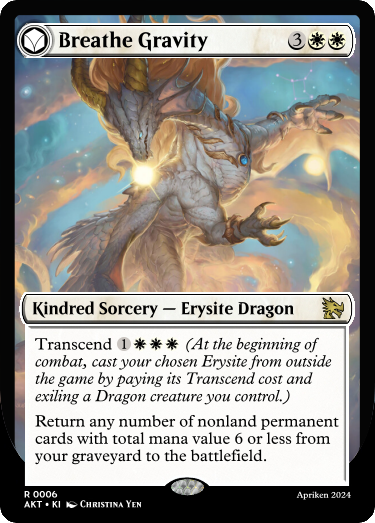 Breathe Gravity 3
Kindred Sorcery — Erysite Dragon
Transcend 1 (At the beginning of
combat, cast your chosen Erysite from outside
the game by paying its Transcend cost and
exiling a Dragon creature you control.)
Return any number of nonland permanent
cards with total mana value 6 or less from
your graveyard to the battlefield.
R 0006
AKT • KI Christina Yen
Apriken 2024